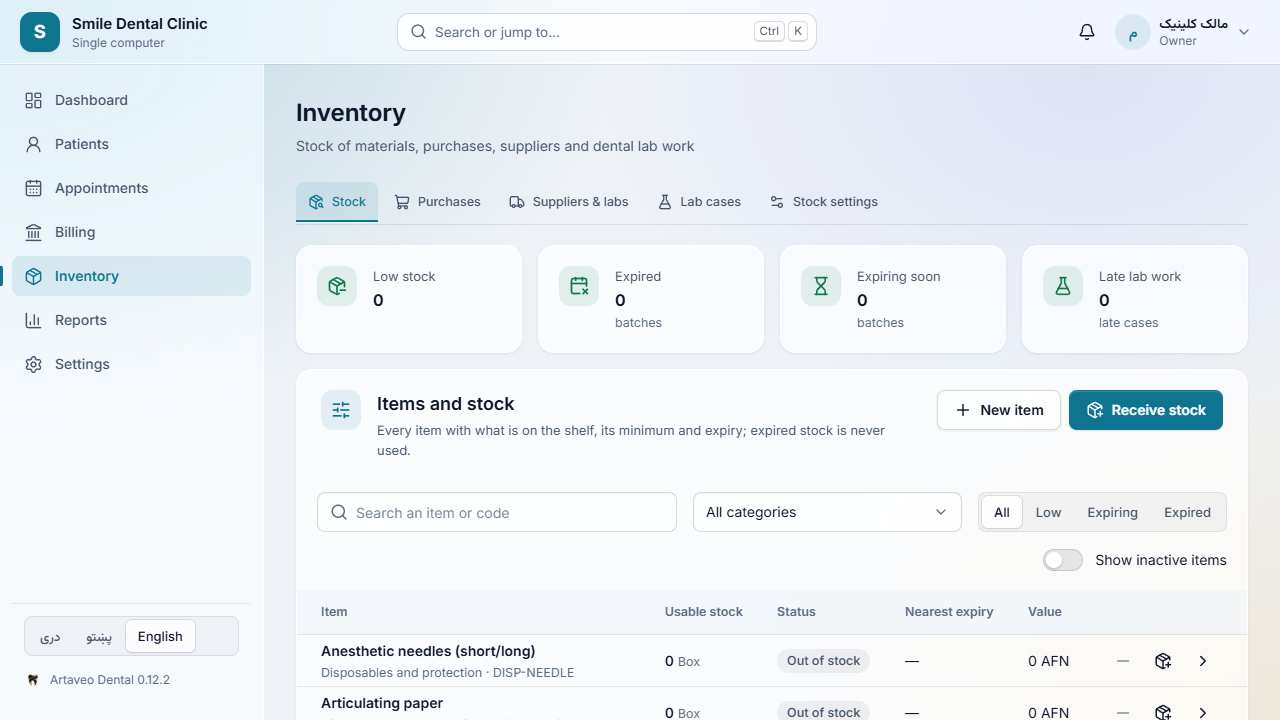 S
Smile Dental Clinic
Single computer
Search or jump to...
Ctrl
K
م
مالک کلینیک
Owner
Dashboard
Patients
Appointments
Billing
Inventory
Reports
Settings
دری
پښتو
English
Artaveo Dental 0.12.2
Inventory
Stock of materials, purchases, suppliers and dental lab work
Stock
Purchases
Suppliers & labs
Lab cases
Stock settings
Low stock
0
Expired
0
batches
Expiring soon
0
batches
Late lab work
0
late cases
Items and stock
Every item with what is on the shelf, its minimum and expiry; expired stock is never
used.
New item
Receive stock
Search an item or code
All categories
All
Low
Expiring
Expired
Show inactive items
Item
Usable stock
Status
Nearest expiry
Value
Anesthetic needles (short/long)
Disposables and protection · DISP-NEEDLE
0 Box
Out of stock
—
0 AFN
Articulating paper
0 Box
Out of stock
—
0 AFN